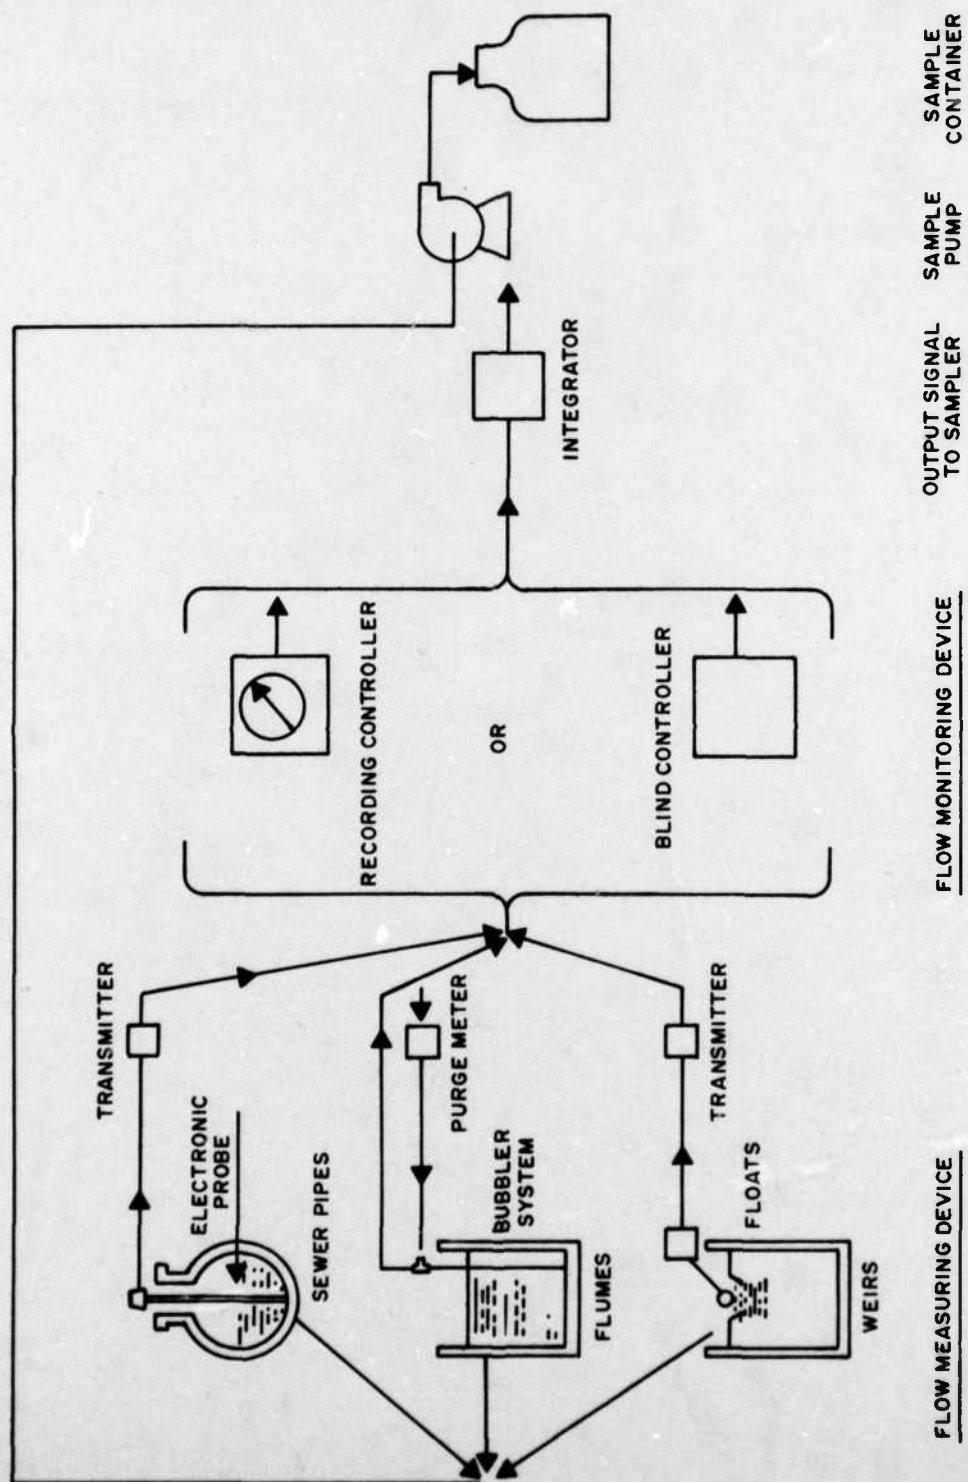 TRANSMITTER
ELECTRONIC
PROBE
SEWER PIPES
PURGE METER
BUBBLER
SYSTEM
FLUMES
TRANSMITTER
FLOATS
WEIRS
RECORDING CONTROLLER
OR
BLIND CONTROLLER
INTEGRATOR
FLOW MEASURING DEVICE
FLOW MONITORING DEVICE
OUTPUT SIGNAL
TO SAMPLER
SAMPLE
PUMP
SAMPLE
CONTAINER